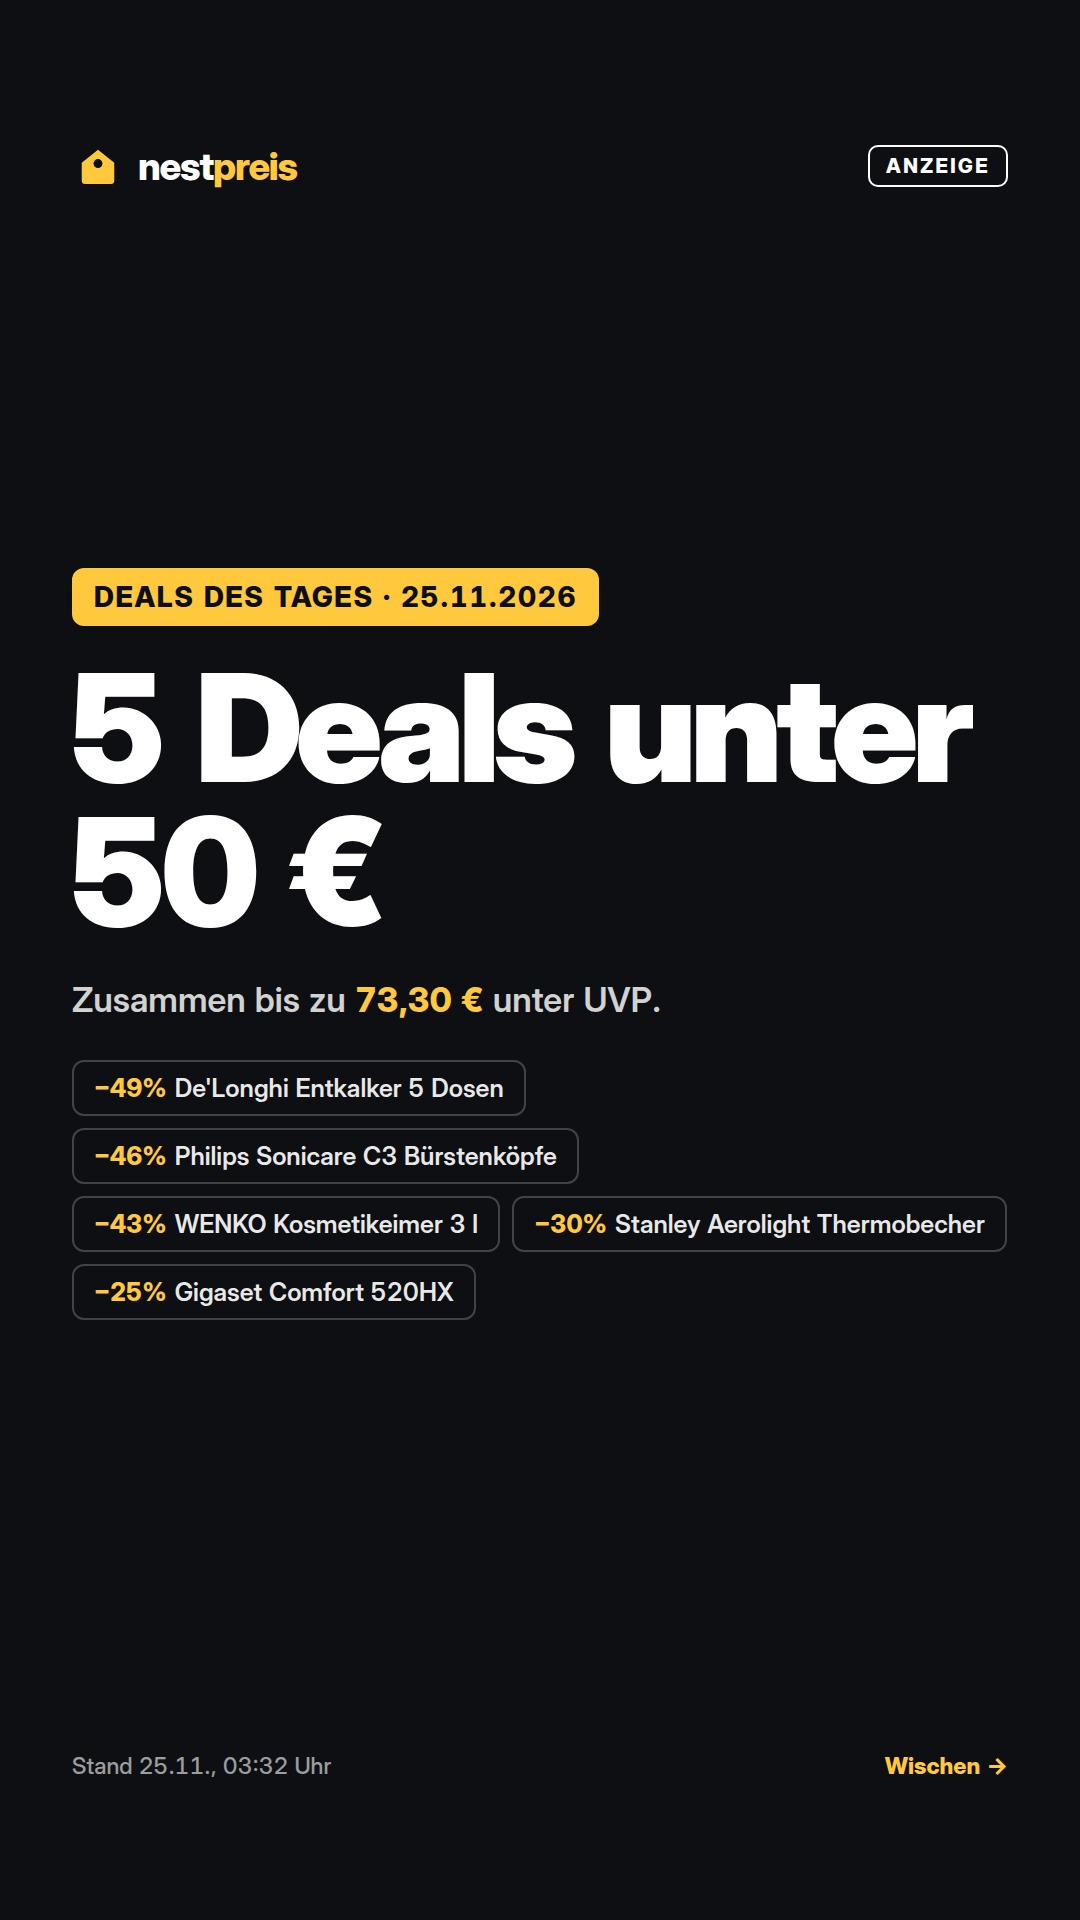 nestpreis
ANZEIGE
DEALS DES TAGES · 25.11.2026
5 Deals unter
50 €
Zusammen bis zu 73,30 € unter UVP.
−49% De'Longhi Entkalker 5 Dosen
−46% Philips Sonicare C3 Bürstenköpfe
−43% WENKO Kosmetikeimer 3 l
−30% Stanley Aerolight Thermobecher
−25% Gigaset Comfort 520HX
Stand 25.11., 03:32 Uhr
Wischen →